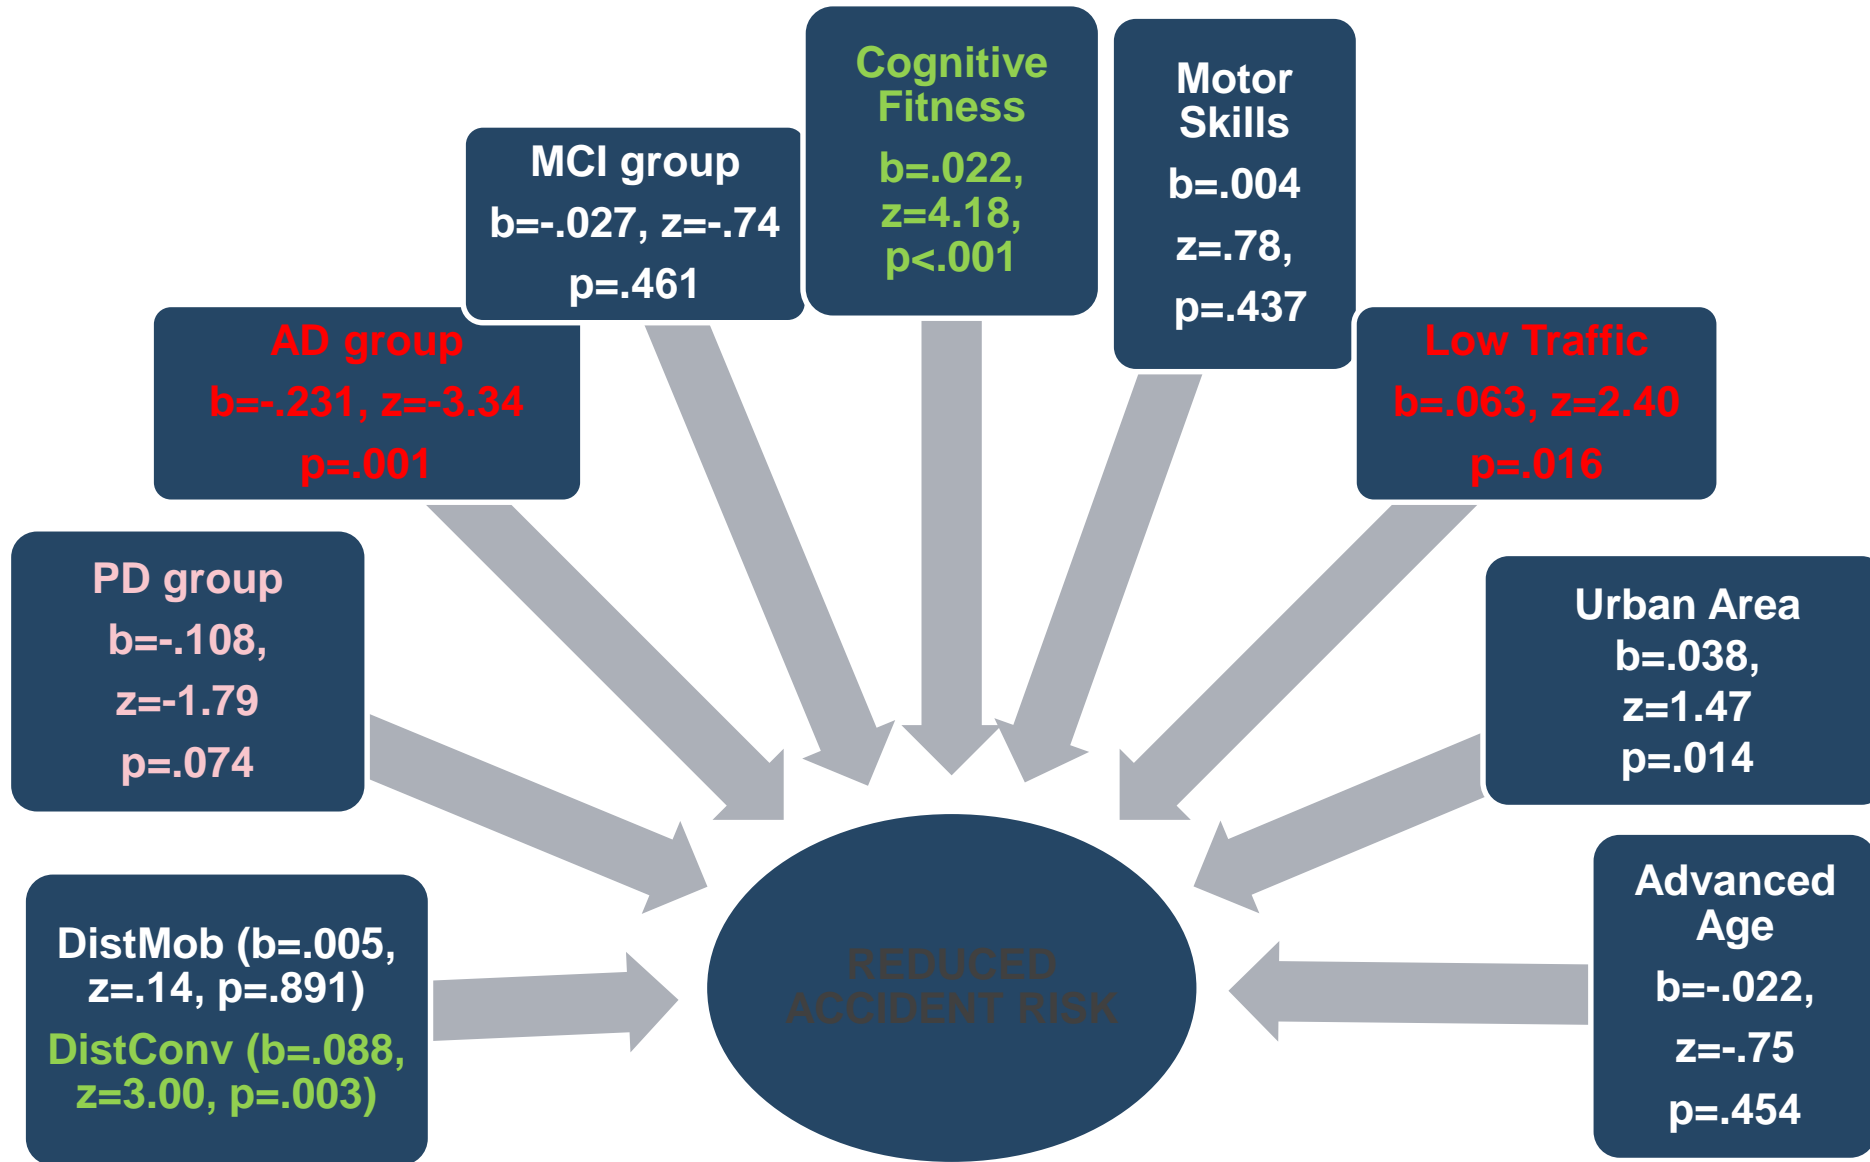 Cognitive
Fitness
b=.022,
z=4.18,
p<.001
Motor
Skills
b=.004
z=.78,
p=.437
MCI group
b=-.027, z=-.74
p=.461
AD group
b=-.231, z=-3.34
p=.001
Low Traffic
b=.063, z=2.40
p=.016
PD group
b=-.108,
z=-1.79
p=.074
Urban Area
b=.038,
z=1.47
p=.014
DistMob (b=.005,
z=.14, p=.891)
DistConv (b=.088,
z=3.00, p=.003)
REDUCED
ACCIDENT RISK
Advanced
Age
b=-.022,
z=-.75
p=.454